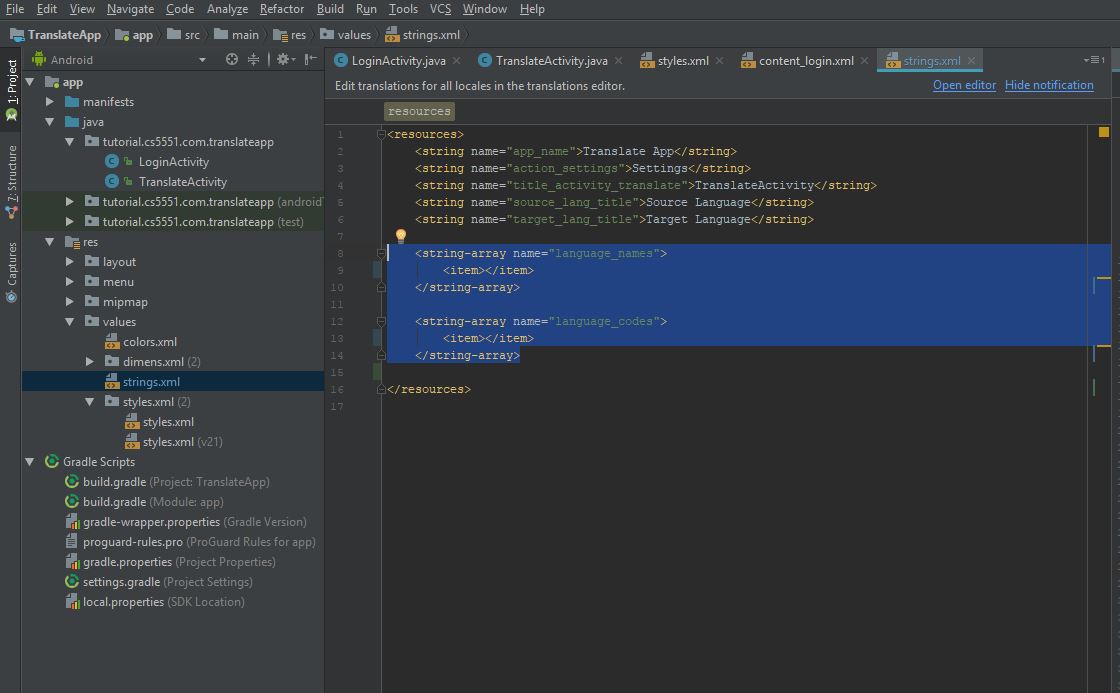 File Edit View Navigate Code Analyze Refactor Build Run Tools VCS Window Help
TranslateApp app src main res values strings.xml
1: Project
7: Structure
Captures
Android
app
manifests
java
tutorial.cs5551.com.translateapp
LoginActivity
TranslateActivity
tutorial.cs5551.com.translateapp (android
tutorial.cs5551.com.translateapp (test)
res
layout
menu
mipmap
values
colors.xml
dimens.xml (2)
strings.xml
styles.xml (2)
styles.xml
styles.xml (v21)
Gradle Scripts
build.gradle (Project: TranslateApp)
build.gradle (Module: app)
gradle-wrapper.properties (Gradle Version)
proguard-rules.pro (ProGuard Rules for app)
gradle.properties (Project Properties)
settings.gradle (Project Settings)
local.properties (SDK Location)
LoginActivity.java TranslateActivity.java styles.xml content_login.xml strings.xml
Edit translations for all locales in the translations editor. Open editor Hide notification
resources
1 <resources>
2 <string name="app_name">Translate App</string>
3 <string name="action_settings">Settings</string>
4 <string name="title_activity_translate">TranslateActivity</string>
5 <string name="source_lang_title">Source Language</string>
6 <string name="target_lang_title">Target Language</string>
7
8 <string-array name="language_names">
9 <item></item>
10 </string-array>
11
12 <string-array name="language_codes">
13 <item></item>
14 </string-array>
15
16 </resources>
17